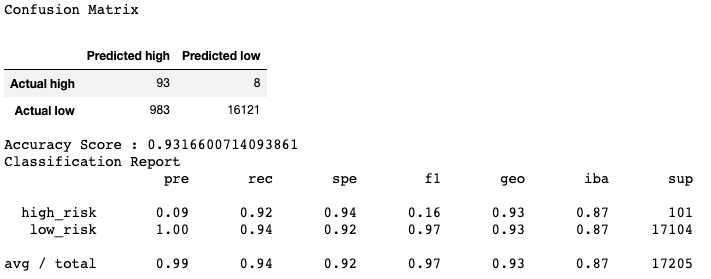 Confusion Matrix
Predicted high Predicted low
Actual high 93 8
Actual low 983 16121
Accuracy Score : 0.9316600714093861
Classification Report
pre rec spe f1 geo iba sup
high_risk 0.09 0.92 0.94 0.16 0.93 0.87 101
low_risk 1.00 0.94 0.92 0.97 0.93 0.87 17104
avg / total 0.99 0.94 0.92 0.97 0.93 0.87 17205